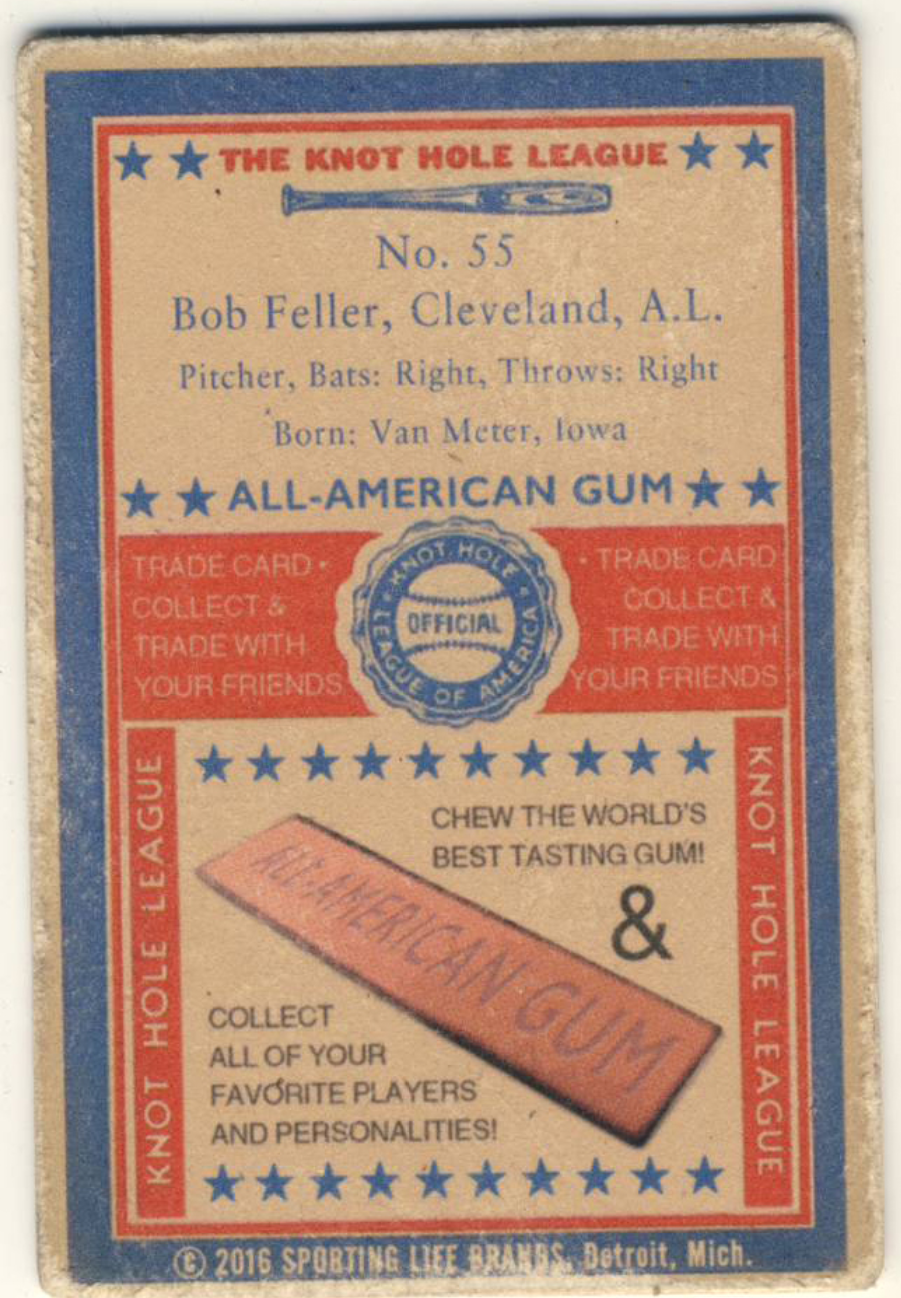 THE KNOT HOLE LEAGUE
No. 55
Bob Feller, Cleveland, A.L.
Pitcher, Bats: Right, Throws: Right
Born: Van Meter, Iowa
ALL-AMERICAN GUM
TRADE CARD •
COLLECT &
TRADE WITH
YOUR FRIENDS
• KNOT HOLE •
LEAGUE OF AMERICA
OFFICIAL
• TRADE CARD
COLLECT &
TRADE WITH
YOUR FRIENDS
KNOT HOLE LEAGUE
CHEW THE WORLD'S
BEST TASTING GUM!
&
ALL-AMERICAN GUM
COLLECT
ALL OF YOUR
FAVORITE PLAYERS
AND PERSONALITIES!
KNOT HOLE LEAGUE
© 2016 SPORTING LIFE BRANDS, Detroit, Mich.